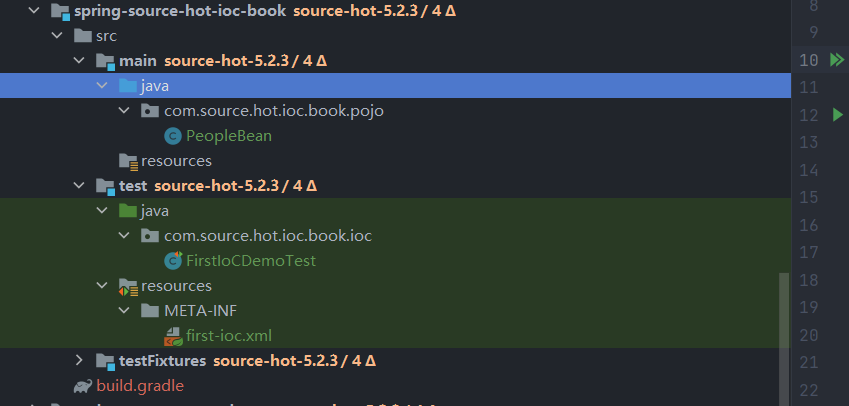 spring-source-hot-ioc-book source-hot-5.2.3 / 4 Δ
src
main source-hot-5.2.3 / 4 Δ
java
com.source.hot.ioc.book.pojo
PeopleBean
resources
test source-hot-5.2.3 / 4 Δ
java
com.source.hot.ioc.book.ioc
FirstIoCDemoTest
resources
META-INF
first-ioc.xml
testFixtures source-hot-5.2.3 / 4 Δ
build.gradle
8
9
10
11
12
13
14
15
16
17
18
19
20
21
22